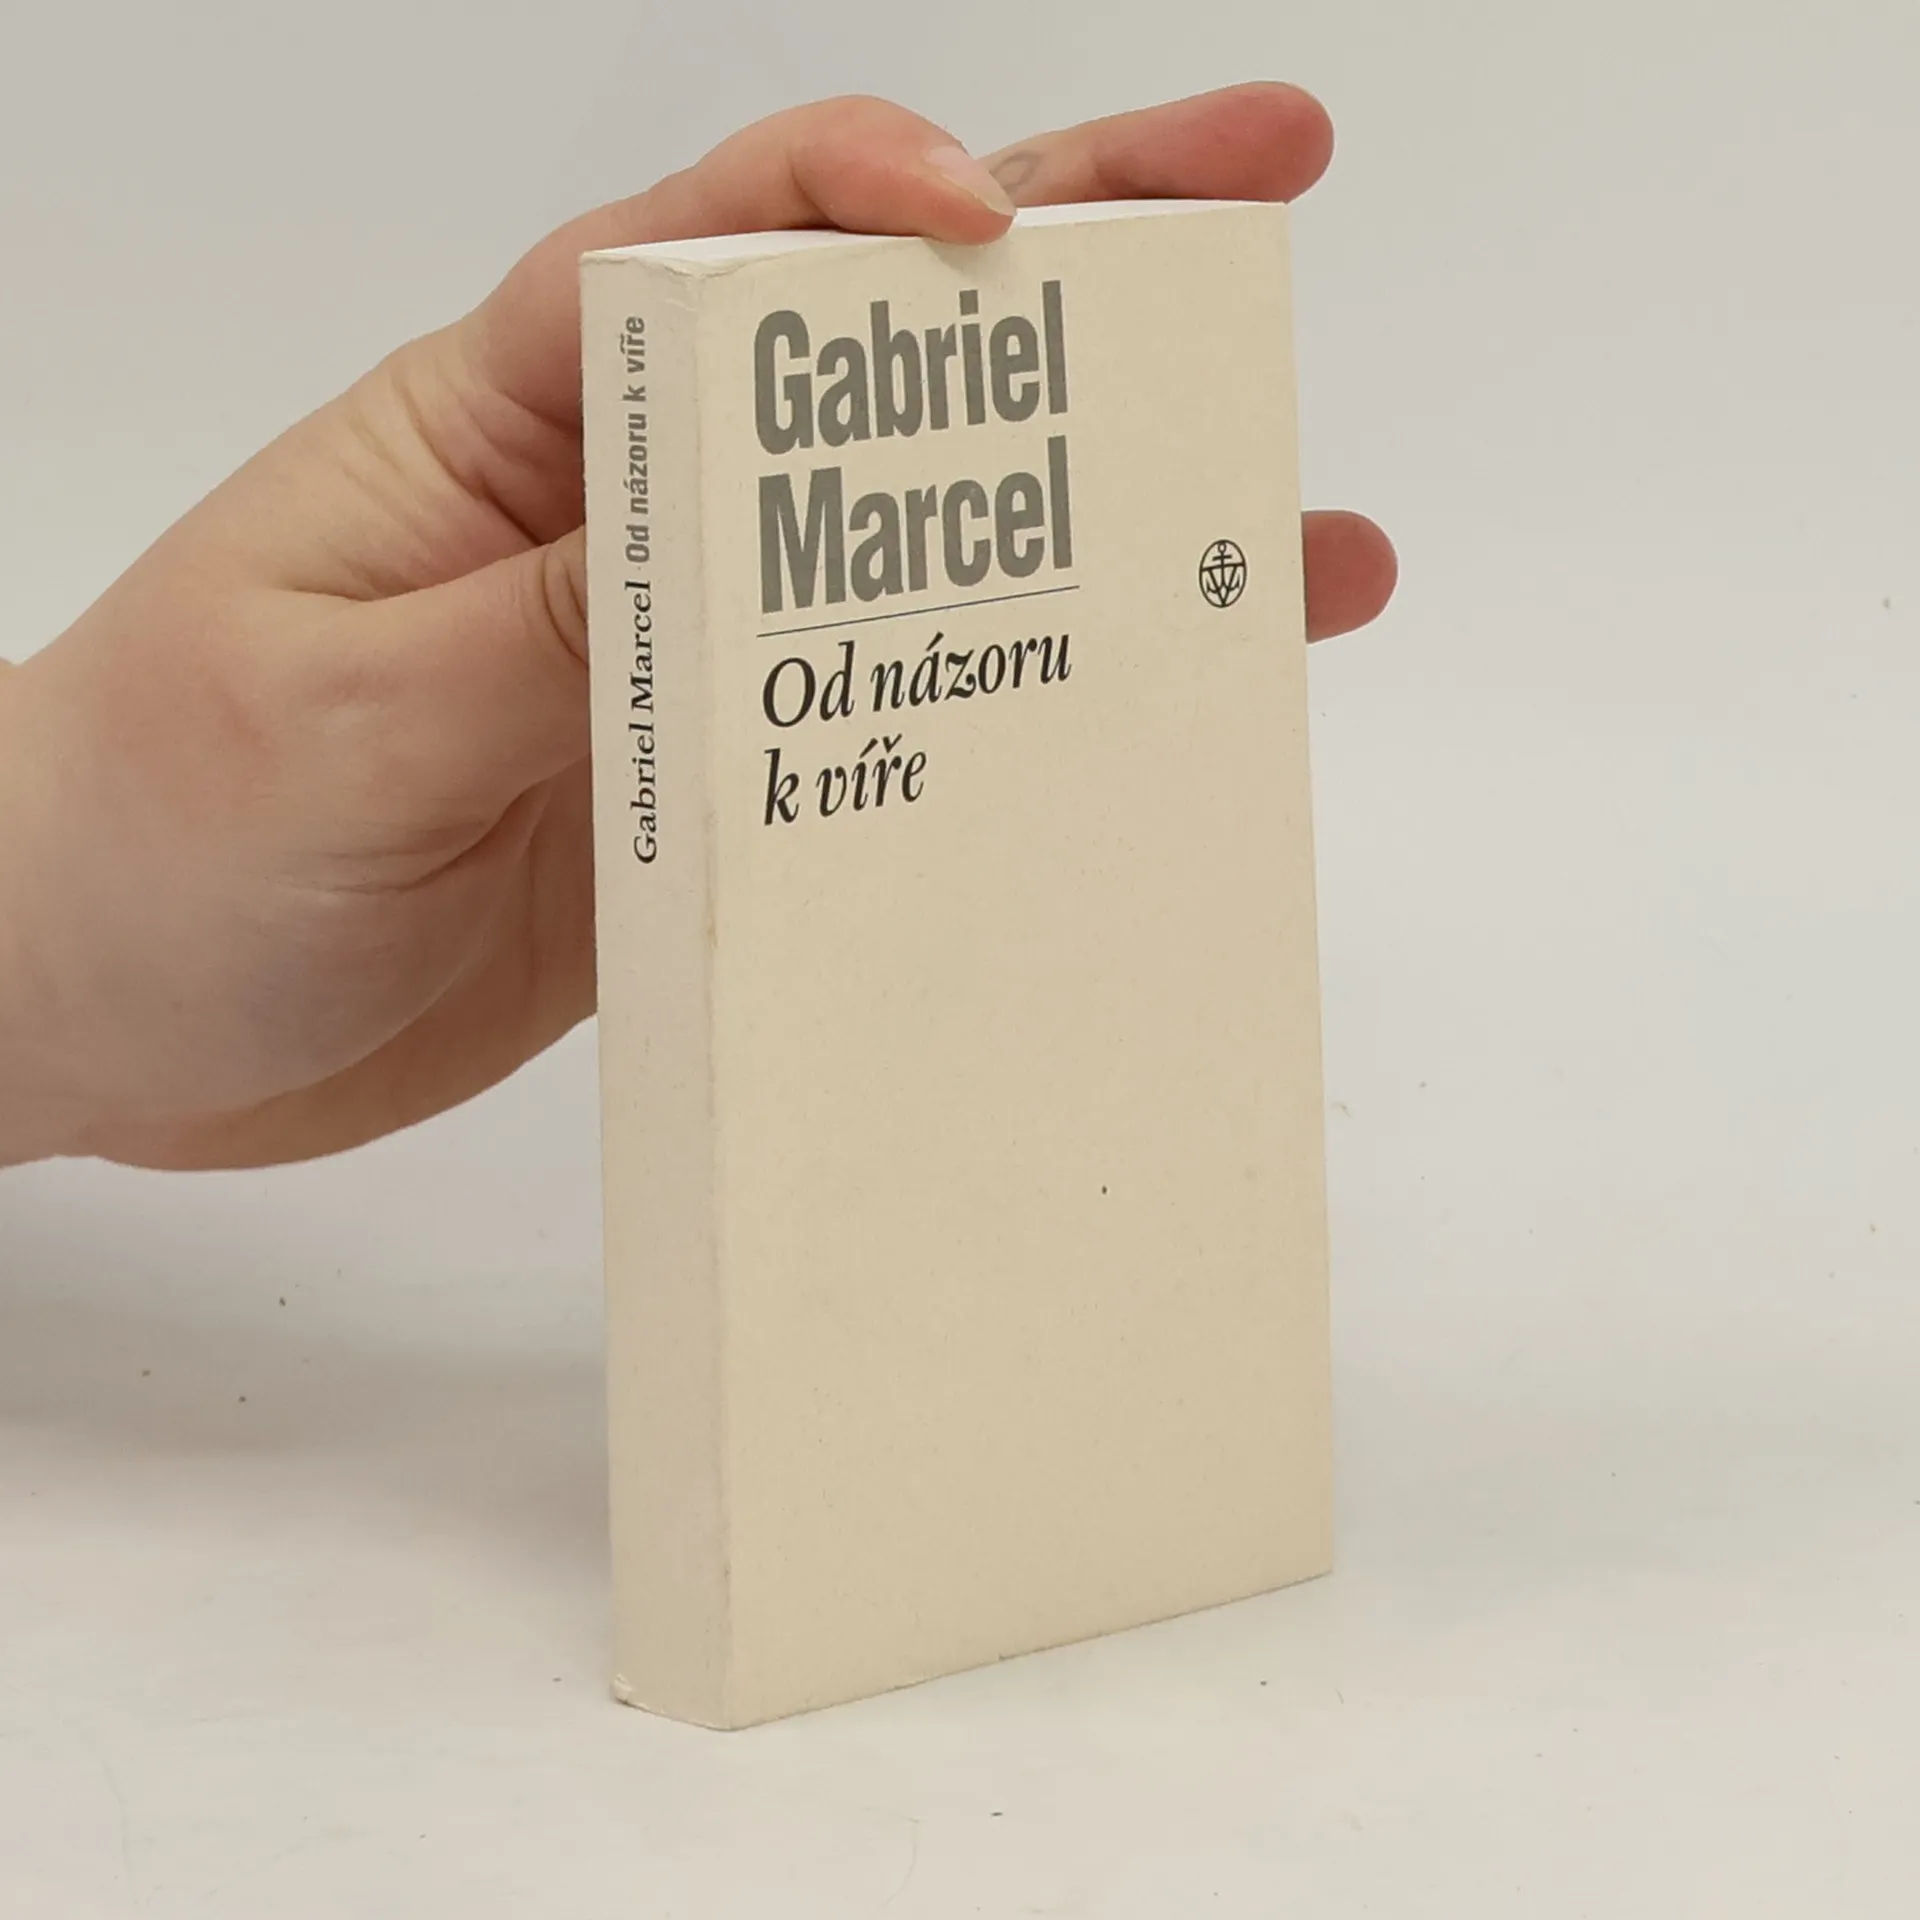 Gabriel
Marcel
Od názoru
k víře
Gabriel Marcel · Od názoru k víře